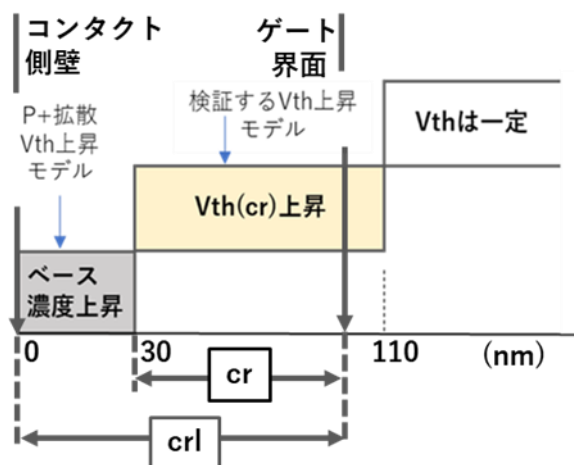 コンタクト
側壁
ゲート
界面
P+拡散
Vth上昇
モデル
検証するVth上昇
モデル
Vthは一定
Vth(cr)上昇
ベース
濃度上昇
0
30
110
(nm)
cr
crl